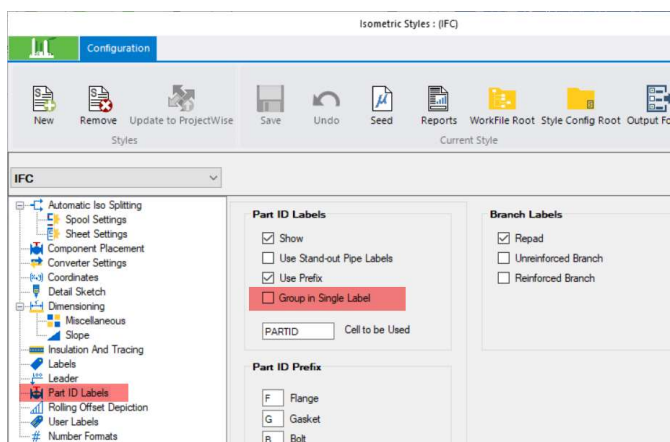 Isometric Styles : (IFC)
Configuration
New
Remove
Update to ProjectWise
Save
Undo
Seed
Reports
WorkFile Root
Style Config Root
Output Fo
Styles
Current Style
IFC
Automatic Iso Splitting
Spool Settings
Sheet Settings
Component Placement
Converter Settings
Coordinates
Detail Sketch
Dimensioning
Miscellaneous
Slope
Insulation And Tracing
Labels
Leader
Part ID Labels
Rolling Offset Depiction
User Labels
Number Formats
Part ID Labels
Show
Use Stand-out Pipe Labels
Use Prefix
Group in Single Label
PARTID Cell to be Used
Part ID Prefix
F Flange
G Gasket
B Bolt
Branch Labels
Repad
Unreinforced Branch
Reinforced Branch